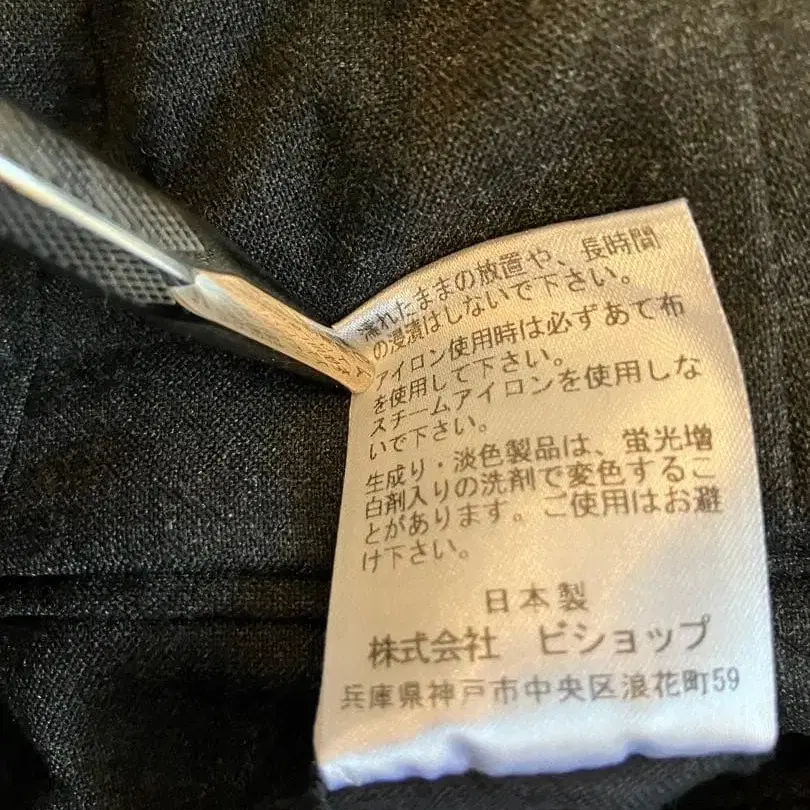 濡れたままの放置や、長時間
の浸漬はしないで下さい。
アイロン使用時は必ずあて布
を使用して下さい。
スチームアイロンを使用しな
いで下さい。
生成り・淡色製品は、蛍光増
白剤入りの洗剤で変色するこ
とがあります。ご使用はお避
け下さい。
日本製
株式会社 ビショップ
兵庫県神戸市中央区浪花町59